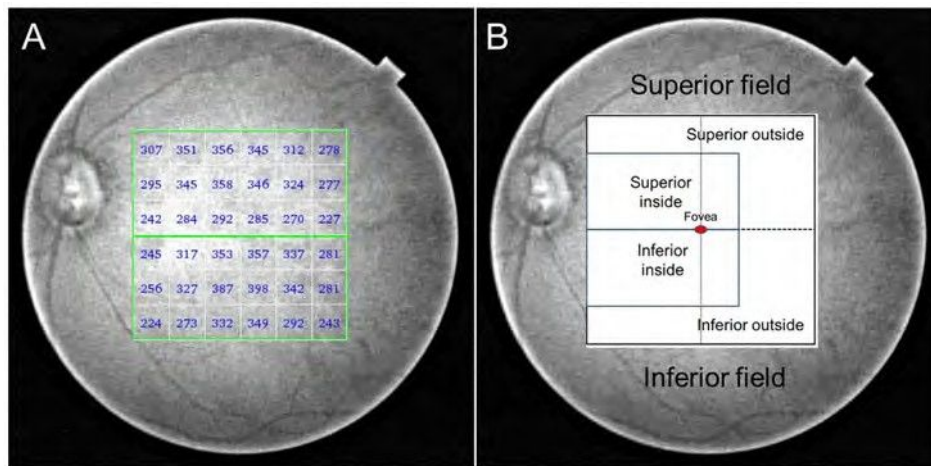 A
307 351 356 345 312 278
295 345 358 346 324 277
242 284 292 285 270 227
245 317 353 357 337 281
256 327 387 398 342 281
224 273 332 349 292 243
B
Superior field
Superior outside
Superior
inside
Fovea
Inferior
inside
Inferior outside
Inferior field